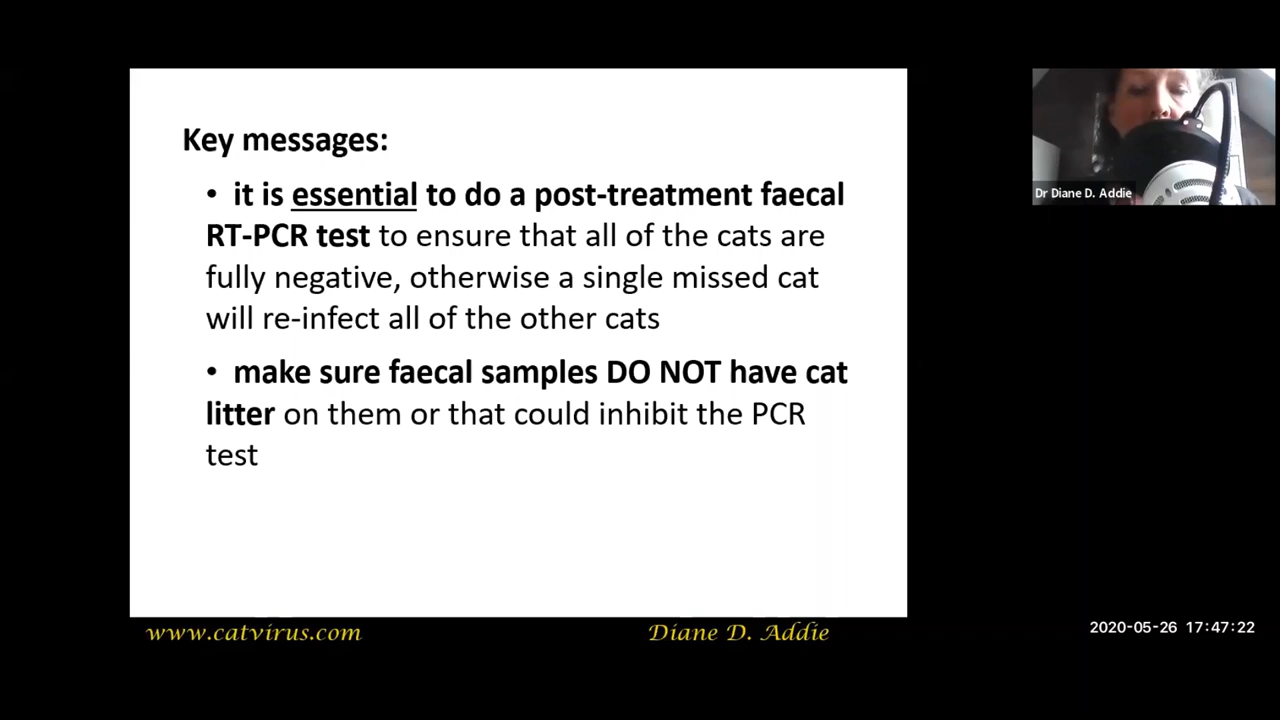 Key messages:
• it is essential to do a post-treatment faecal
RT-PCR test to ensure that all of the cats are
fully negative, otherwise a single missed cat
will re-infect all of the other cats
• make sure faecal samples DO NOT have cat
litter on them or that could inhibit the PCR
test
Dr Diane D. Addie
www.catvirus.com
Diane D. Addie
2020-05-26 17:47:22